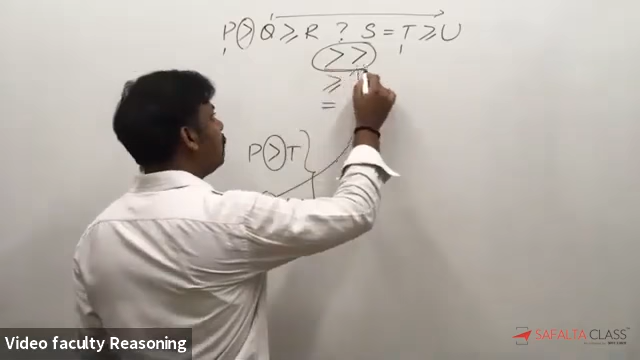 P > Q ≥ R ? S = T ≥ U
> ≥
≥
=
P > T
SAFALTA CLASS
Video faculty Reasoning